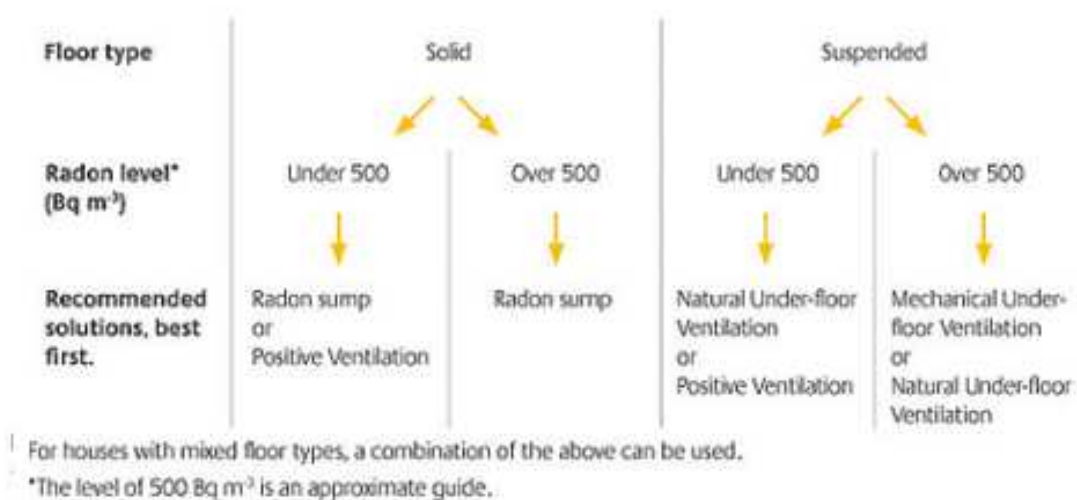 Floor type
Solid
Suspended
Radon level*
(Bq m⁻³)
Under 500
Over 500
Under 500
Over 500
Recommended
solutions, best
first.
Radon sump
or
Positive Ventilation
Radon sump
Natural Under-floor
Ventilation
or
Positive Ventilation
Mechanical Under-
floor Ventilation
or
Natural Under-floor
Ventilation
For houses with mixed floor types, a combination of the above can be used.
*The level of 500 Bq m⁻³ is an approximate guide.